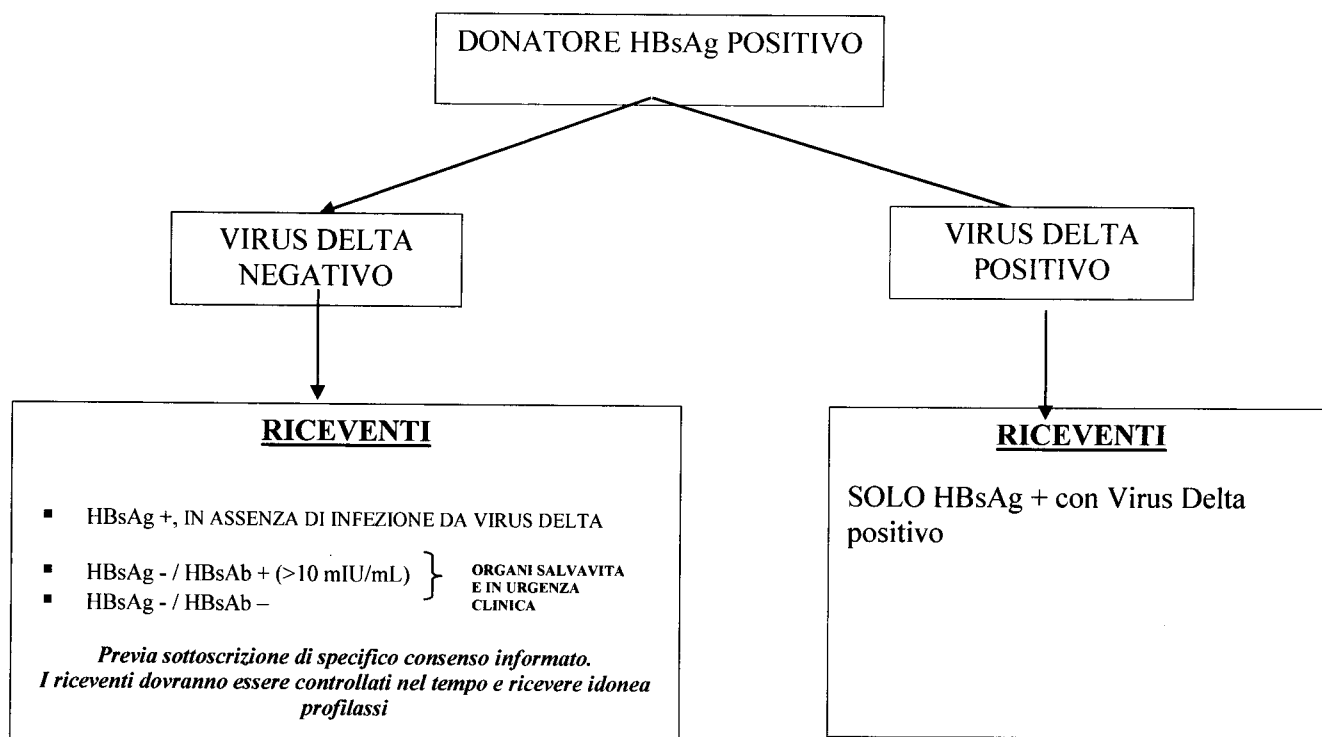 DONATORE HBsAg POSITIVO
VIRUS DELTA
NEGATIVO
VIRUS DELTA
POSITIVO
RICEVENTI
▪ HBsAg +, IN ASSENZA DI INFEZIONE DA VIRUS DELTA
▪ HBsAg - / HBsAb + (>10 mIU/mL)
▪ HBsAg - / HBsAb –
ORGANI SALVAVITA
E IN URGENZA
CLINICA
Previa sottoscrizione di specifico consenso informato.
I riceventi dovranno essere controllati nel tempo e ricevere idonea
profilassi
RICEVENTI
SOLO HBsAg + con Virus Delta
positivo